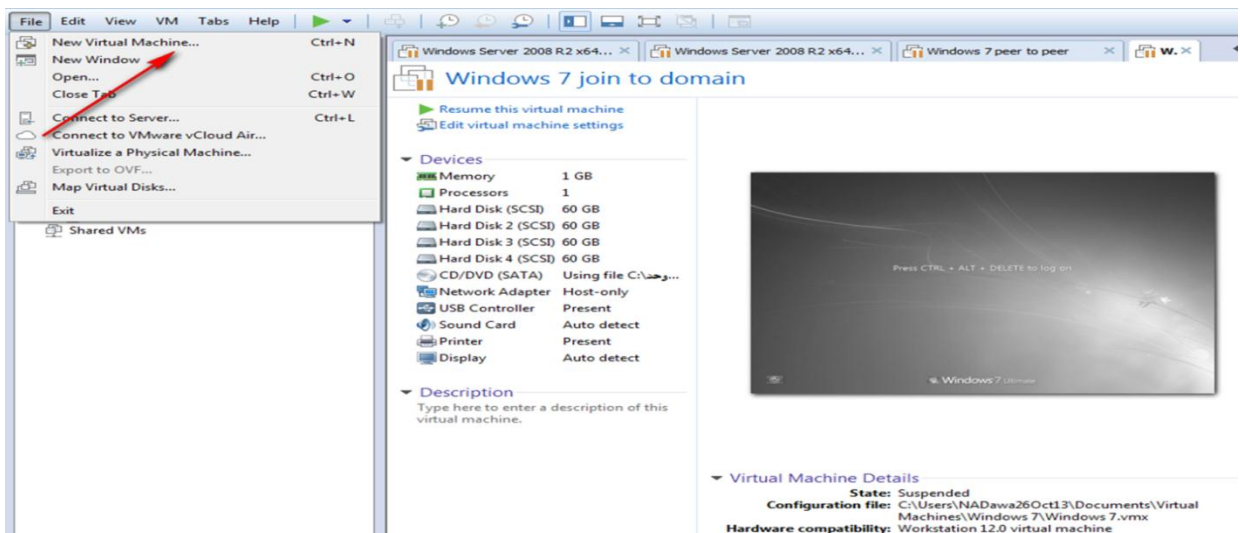 File Edit View VM Tabs Help
New Virtual Machine... Ctrl+N
New Window
Open... Ctrl+O
Close Tab Ctrl+W
Connect to Server... Ctrl+L
Connect to VMware vCloud Air...
Virtualize a Physical Machine...
Export to OVF...
Map Virtual Disks...
Exit
Shared VMs
Windows Server 2008 R2 x64... Windows Server 2008 R2 x64... Windows 7 peer to peer W.
Windows 7 join to domain
Resume this virtual machine
Edit virtual machine settings
Devices
Memory 1 GB
Processors 1
Hard Disk (SCSI) 60 GB
Hard Disk 2 (SCSI) 60 GB
Hard Disk 3 (SCSI) 60 GB
Hard Disk 4 (SCSI) 60 GB
CD/DVD (SATA) Using file C:\
Network Adapter Host-only
USB Controller Present
Sound Card Auto detect
Printer Present
Display Auto detect
Description
Type here to enter a description of this
virtual machine.
Press CTRL + ALT + DELETE to log on
Windows 7 Ultimate
Virtual Machine Details
State: Suspended
Configuration file: C:\Users\NADawa26Oct13\Documents\Virtual
Machines\Windows 7\Windows 7.vmx
Hardware compatibility: Workstation 12.0 virtual machine